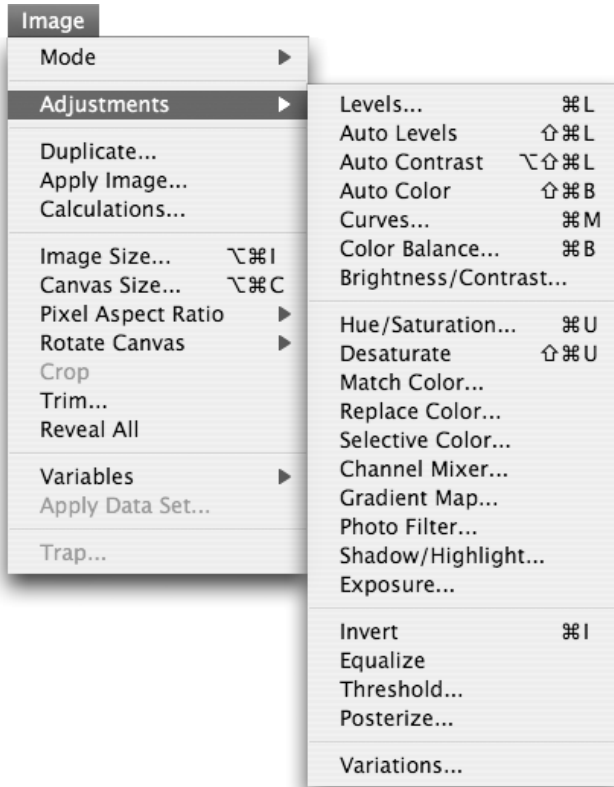 Image
Mode
Adjustments
Duplicate...
Apply Image...
Calculations...
Image Size... ⌥⌘I
Canvas Size... ⌥⌘C
Pixel Aspect Ratio
Rotate Canvas
Crop
Trim...
Reveal All
Variables
Apply Data Set...
Trap...
Levels... ⌘L
Auto Levels ⇧⌘L
Auto Contrast ⌥⇧⌘L
Auto Color ⇧⌘B
Curves... ⌘M
Color Balance... ⌘B
Brightness/Contrast...
Hue/Saturation... ⌘U
Desaturate ⇧⌘U
Match Color...
Replace Color...
Selective Color...
Channel Mixer...
Gradient Map...
Photo Filter...
Shadow/Highlight...
Exposure...
Invert ⌘I
Equalize
Threshold...
Posterize...
Variations...